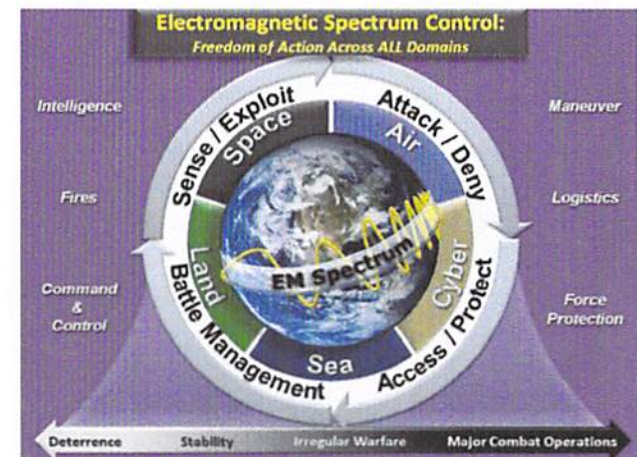 Electromagnetic Spectrum Control:
Freedom of Action Across ALL Domains
Intelligence
Fires
Command
&
Control
Maneuver
Logistics
Force
Protection
Sense / Exploit
Attack / Deny
Access / Protect
Battle Management
Space
Air
Cyber
Sea
Land
EM Spectrum
Deterrence
Stability
Irregular Warfare
Major Combat Operations